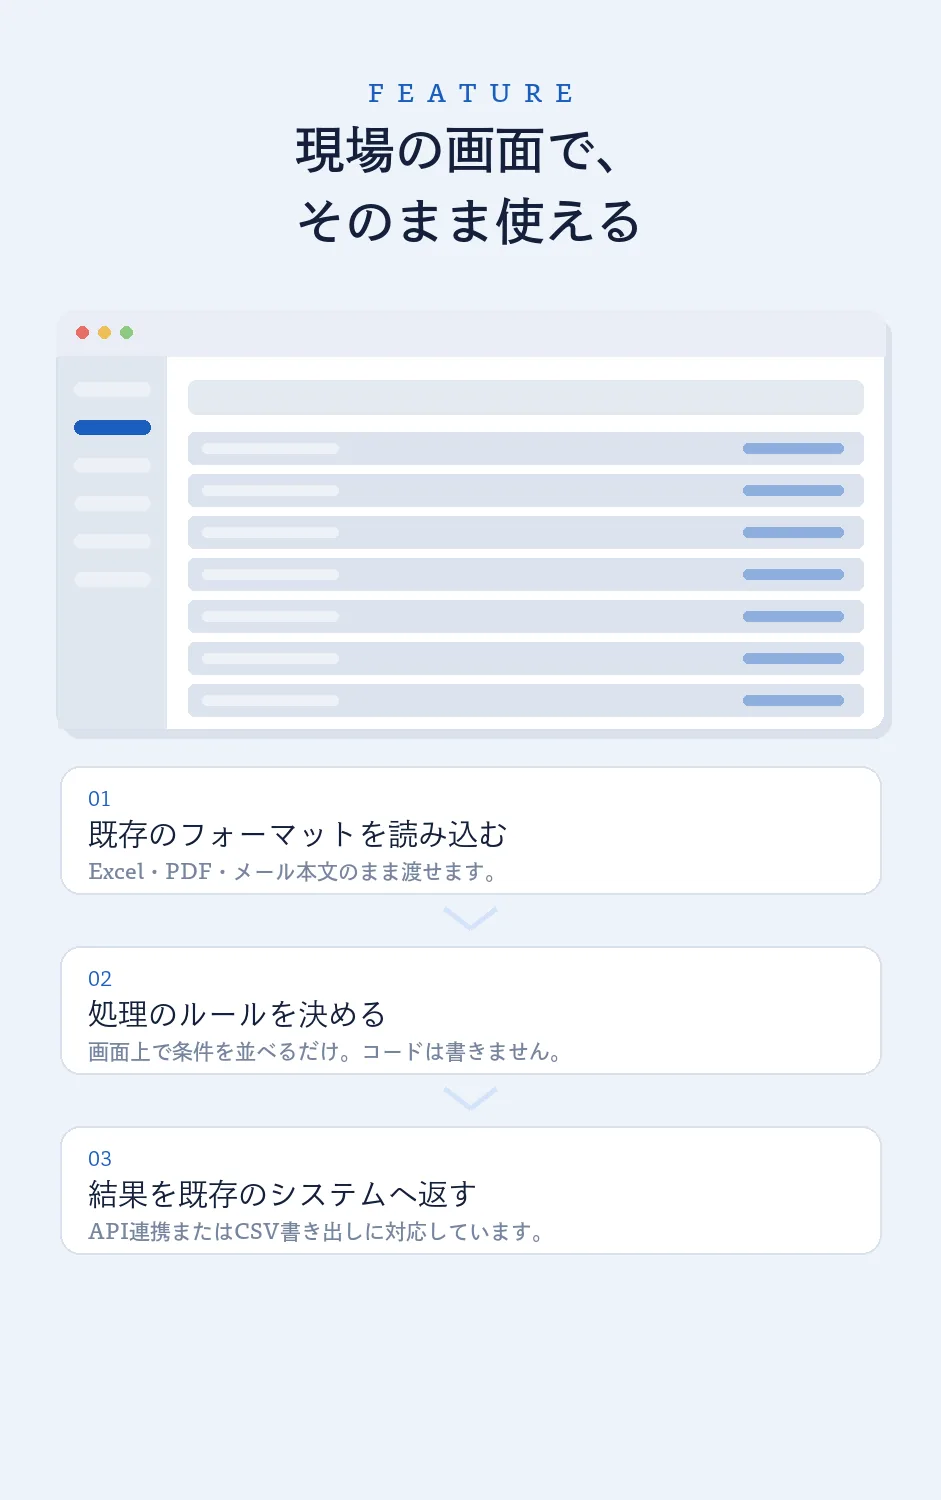 FEATURE
現場の画面で、
そのまま使える
01
既存のフォーマットを読み込む
Excel・PDF・メール本文のまま渡せます。
02
処理のルールを決める
画面上で条件を並べるだけ。コードは書きません。
03
結果を既存のシステムへ返す
API連携またはCSV書き出しに対応しています。